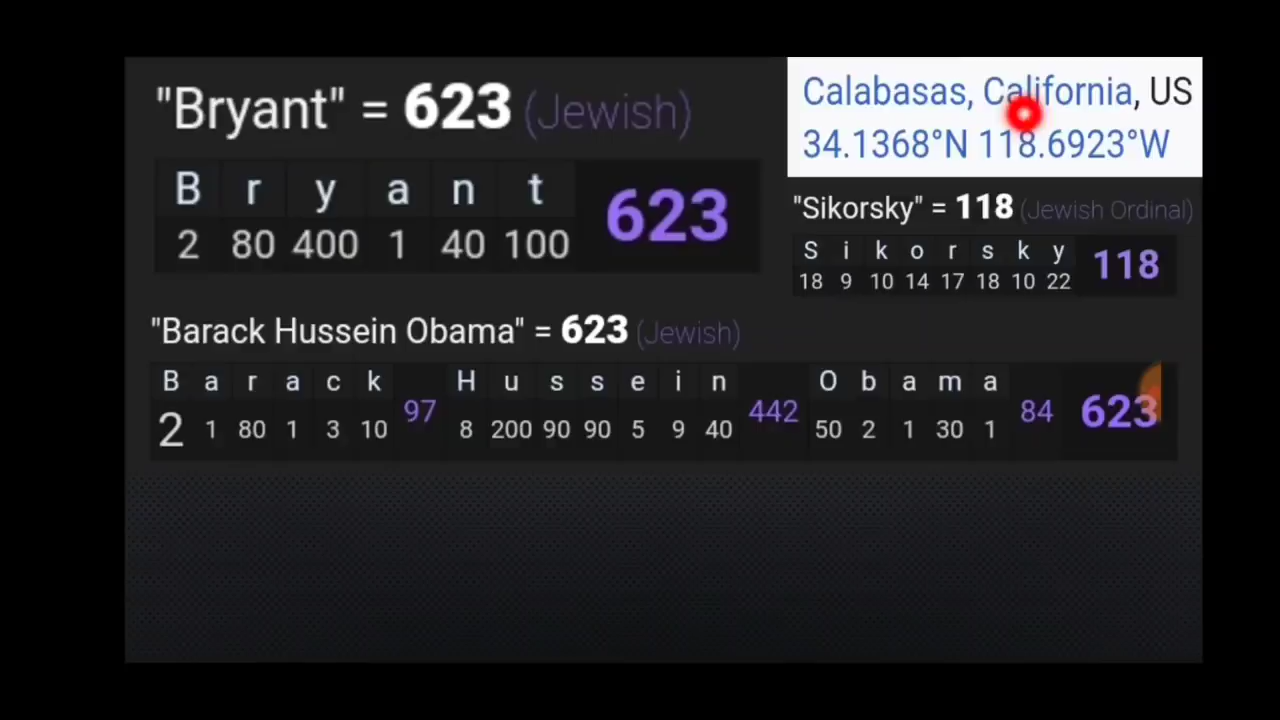 "Bryant" = 623 (Jewish)
B r y a n t
2 80 400 1 40 100 623
Calabasas, California, US
34.1368°N 118.6923°W
"Sikorsky" = 118 (Jewish Ordinal)
S i k o r s k y
18 9 10 14 17 18 10 22 118
"Barack Hussein Obama" = 623 (Jewish)
B a r a c k H u s s e i n O b a m a
2 1 80 1 3 10 97 8 200 90 90 5 9 40 442 50 2 1 30 1 84 623